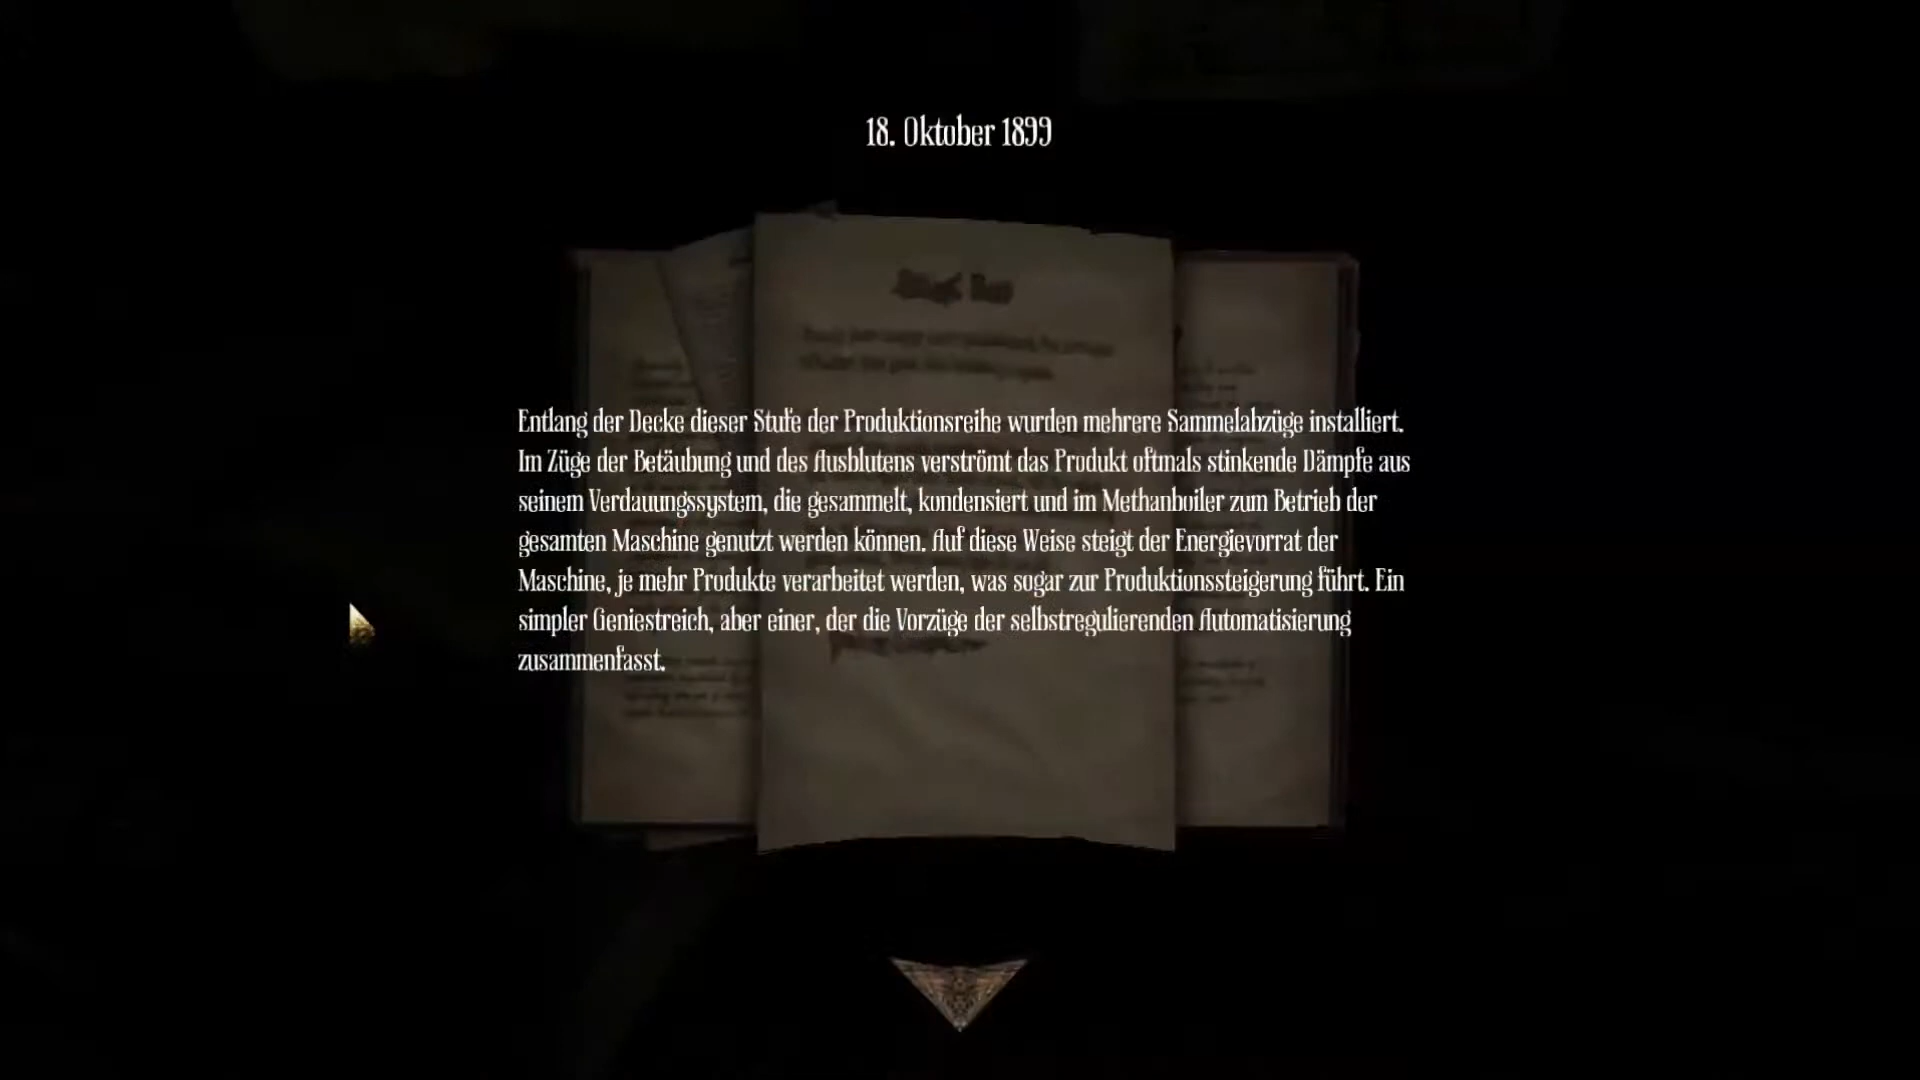 18. Oktober 1899
Entlang der Decke dieser Stufe der Produktionsreihe wurden mehrere Sammelabzüge installiert.
Im Züge der Betäubung und des Ausblutens verströmt das Produkt oftmals stinkende Dämpfe aus
seinem Verdauungssystem, die gesammelt, kondensiert und im Methanboiler zum Betrieb der
gesamten Maschine genutzt werden können. Auf diese Weise steigt der Energievorrat der
Maschine, je mehr Produkte verarbeitet werden, was sogar zur Produktionssteigerung führt. Ein
simpler Geniestreich, aber einer, der die Vorzüge der selbstregulierenden Automatisierung
zusammenfasst.